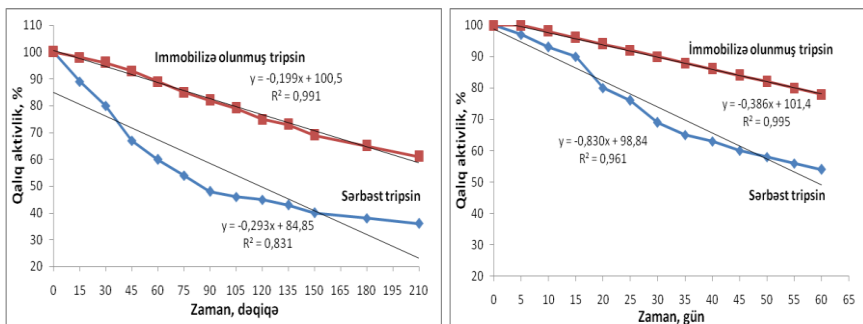 110
100
90
80
70
60
50
40
30
20
Qalıq aktivlik, %
Immobilizə olunmuş tripsin
y = -0,199x + 100,5
R² = 0,991
Sərbəst tripsin
y = -0,293x + 84,85
R² = 0,831
0 15 30 45 60 75 90 105 120 135 150 165 180 195 210
Zaman, dəqiqə
100
90
80
70
60
50
40
30
20
Qalıq aktivlik, %
İmmobilizə olunmuş tripsin
y = -0,386x + 101,4
R² = 0,995
y = -0,830x + 98,84
R² = 0,961
Sərbəst tripsin
0 5 10 15 20 25 30 35 40 45 50 55 60 65
Zaman, gün